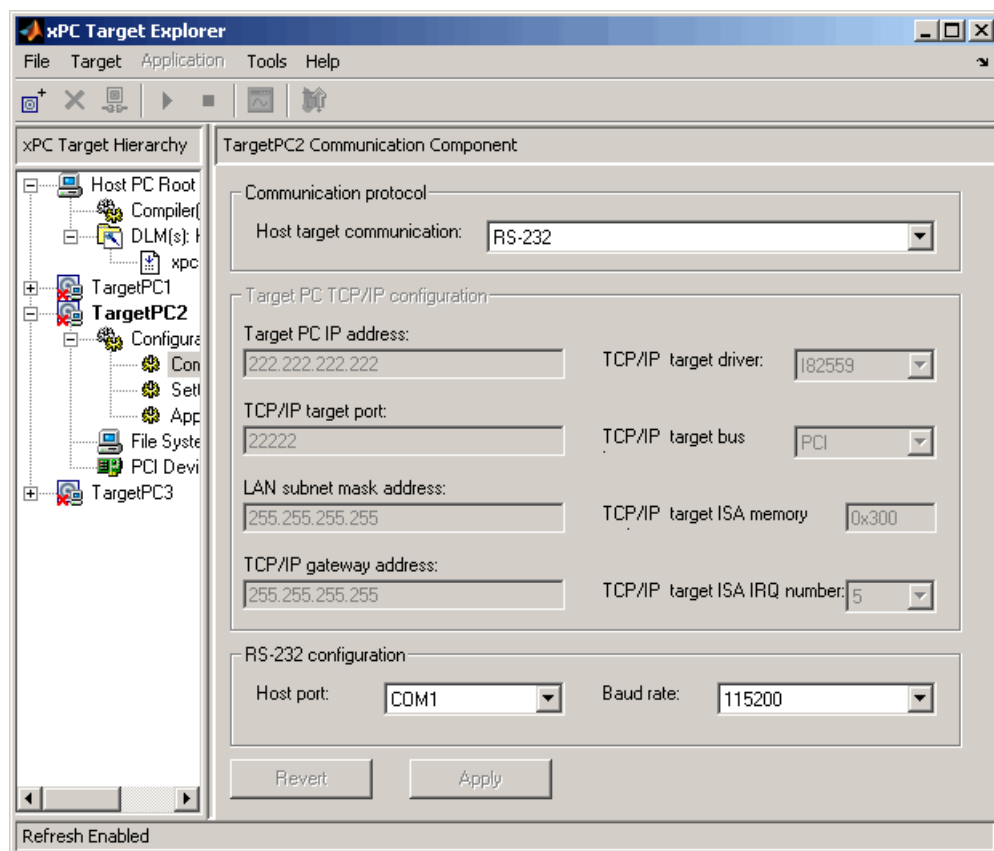 xPC Target Explorer
File Target Application Tools Help
xPC Target Hierarchy
TargetPC2 Communication Component
Host PC Root
Compiler(
DLM(s): H
xpc
TargetPC1
TargetPC2
Configura
Con
Sett
App
File Syste
PCI Devi
TargetPC3
Communication protocol
Host target communication: RS-232
Target PC TCP/IP configuration
Target PC IP address:
222.222.222.222
TCP/IP target driver: I82559
TCP/IP target port:
22222
TCP/IP target bus PCI
LAN subnet mask address:
255.255.255.255
TCP/IP target ISA memory 0x300
TCP/IP gateway address:
255.255.255.255
TCP/IP target ISA IRQ number: 5
RS-232 configuration
Host port: COM1 Baud rate: 115200
Revert Apply
Refresh Enabled